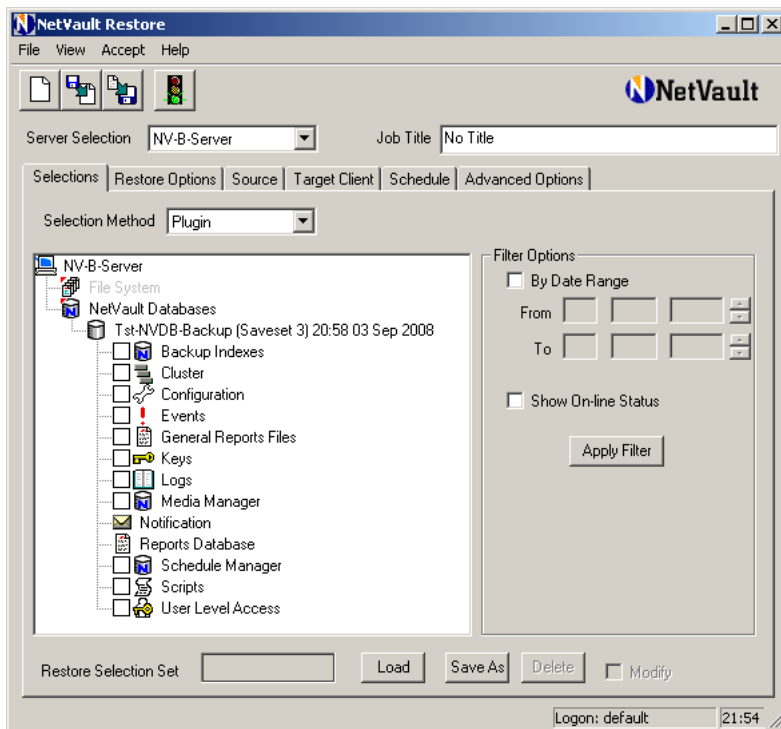 NetVault Restore
File View Accept Help
NetVault
Server Selection NV-B-Server Job Title No Title
Selections Restore Options Source Target Client Schedule Advanced Options
Selection Method Plugin
NV-B-Server
File System
NetVault Databases
Tst-NVDB-Backup (Saveset 3) 20:58 03 Sep 2008
Backup Indexes
Cluster
Configuration
Events
General Reports Files
Keys
Logs
Media Manager
Notification
Reports Database
Schedule Manager
Scripts
User Level Access
Filter Options
By Date Range
From
To
Show On-line Status
Apply Filter
Restore Selection Set Load Save As Delete Modify
Logon: default 21:54